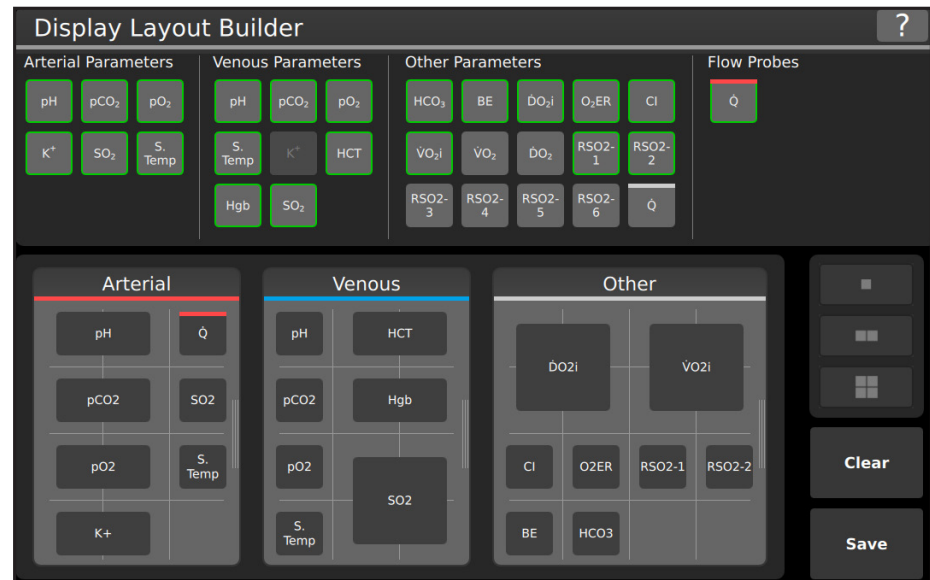 Display Layout Builder ?
Arterial Parameters Venous Parameters Other Parameters Flow Probes
pH pCO₂ pO₂ pH pCO₂ pO₂ HCO₃ BE ḊO₂i O₂ER CI Q̇
K⁺ SO₂ S. Temp S. Temp K⁺ HCT V̇O₂i V̇O₂ ḊO₂ RSO2-1 RSO2-2
Hgb SO₂ RSO2-3 RSO2-4 RSO2-5 RSO2-6 Q̇
Arterial
pH Q̇
pCO2 SO2
pO2 S. Temp
K+
Venous
pH HCT
pCO2 Hgb
pO2
SO2
S. Temp
Other
ḊO2i V̇O2i
CI O2ER RSO2-1 RSO2-2
BE HCO3
Clear
Save